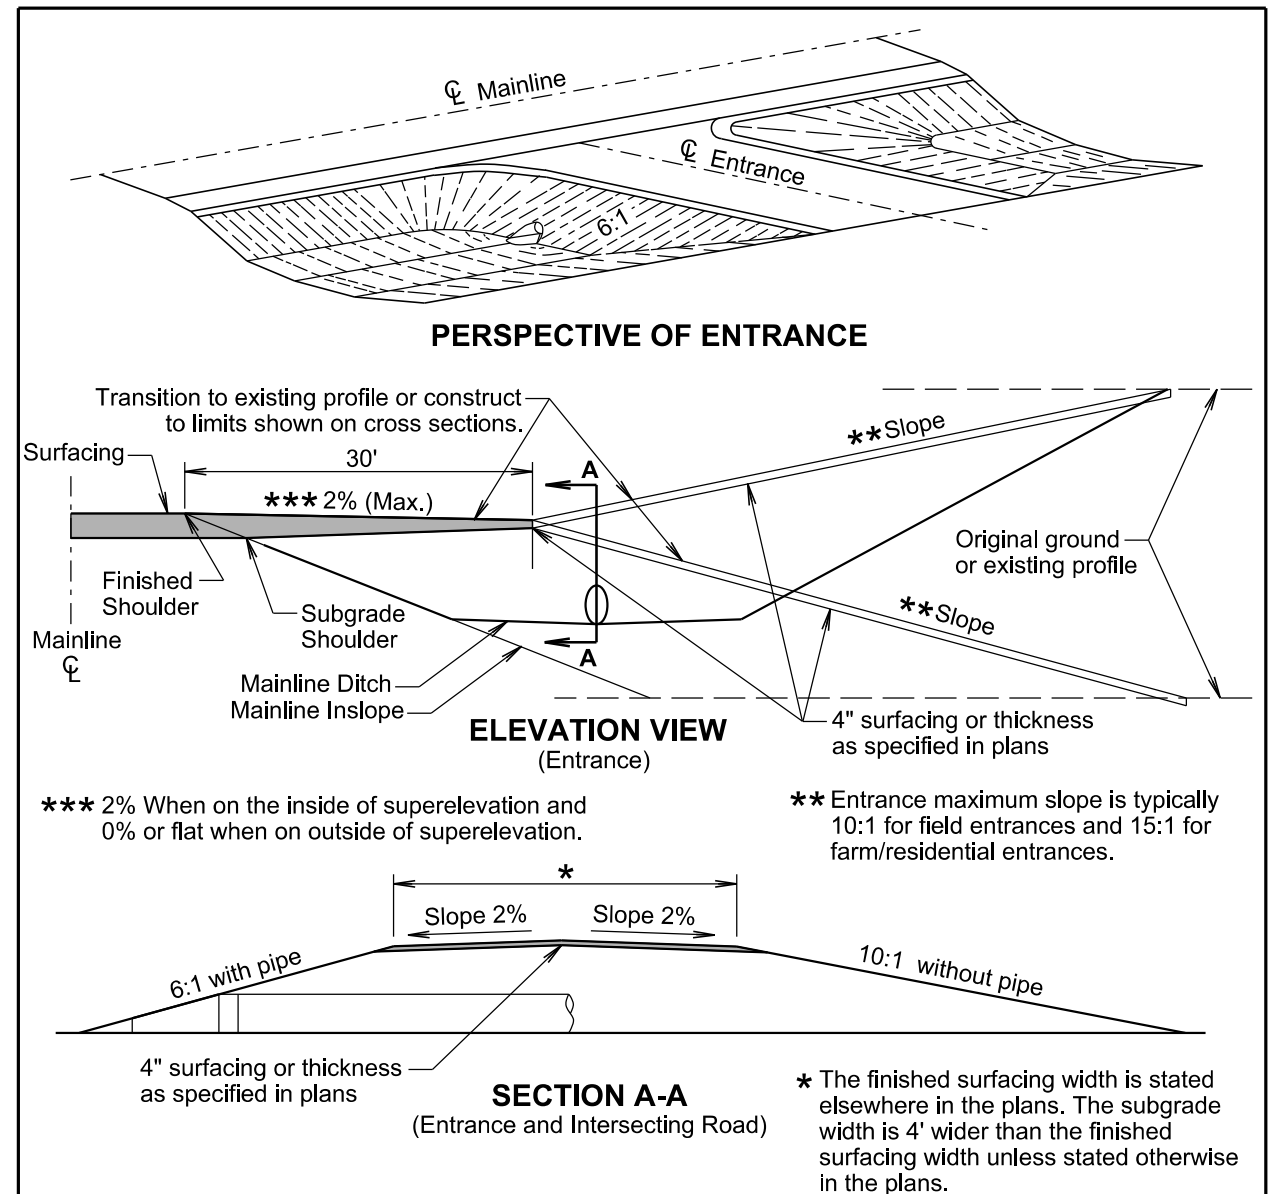 ℄ Mainline
℄ Entrance
6:1
PERSPECTIVE OF ENTRANCE
Transition to existing profile or construct
to limits shown on cross sections.
Surfacing
30'
*** 2% (Max.)
A
** Slope
Original ground
or existing profile
Finished
Shoulder
Subgrade
Shoulder
** Slope
Mainline
℄
A
Mainline Ditch
Mainline Inslope
ELEVATION VIEW
(Entrance)
4" surfacing or thickness
as specified in plans
*** 2% When on the inside of superelevation and
0% or flat when on outside of superelevation.
** Entrance maximum slope is typically
10:1 for field entrances and 15:1 for
farm/residential entrances.
*
Slope 2%
Slope 2%
6:1 with pipe
10:1 without pipe
4" surfacing or thickness
as specified in plans
SECTION A-A
(Entrance and Intersecting Road)
* The finished surfacing width is stated
elsewhere in the plans. The subgrade
width is 4' wider than the finished
surfacing width unless stated otherwise
in the plans.